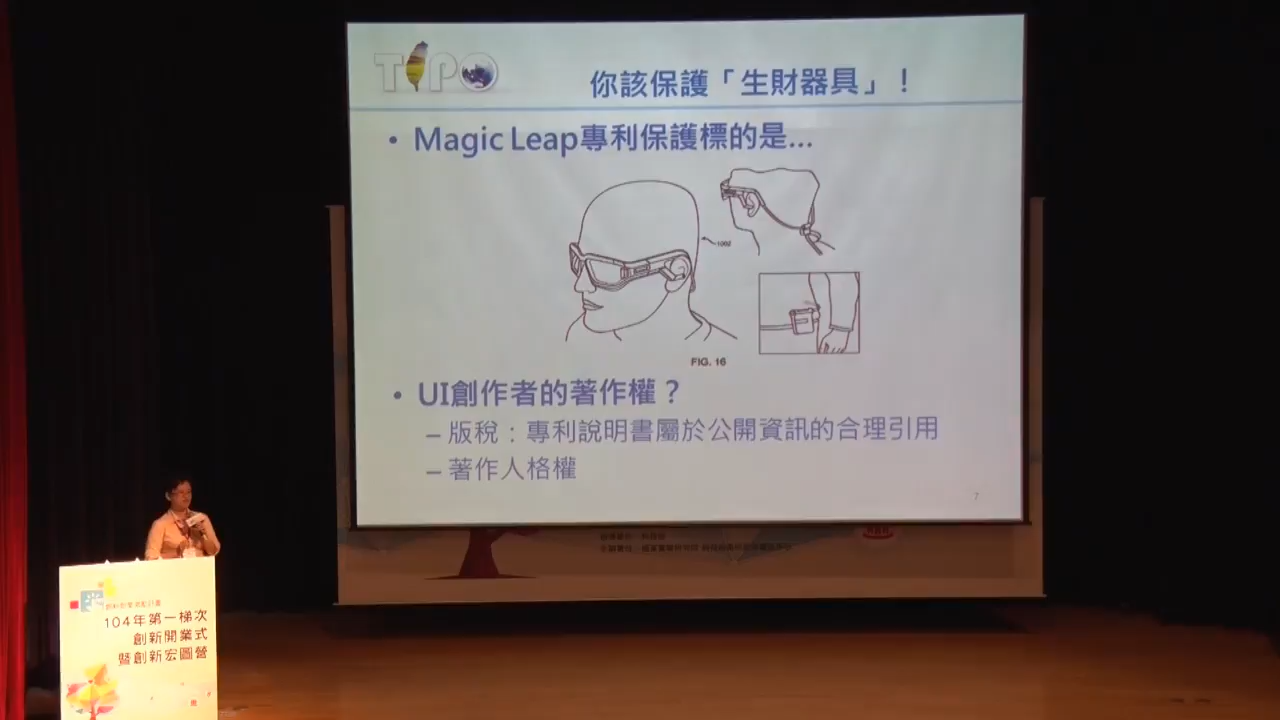 TIPO
你該保護「生財器具」!
• Magic Leap專利保護標的是...
1002
FIG. 16
• UI創作者的著作權?
– 版稅:專利說明書屬於公開資訊的合理引用
– 著作人格權
7
104年第一梯次
創新開業式
暨創新宏圖營